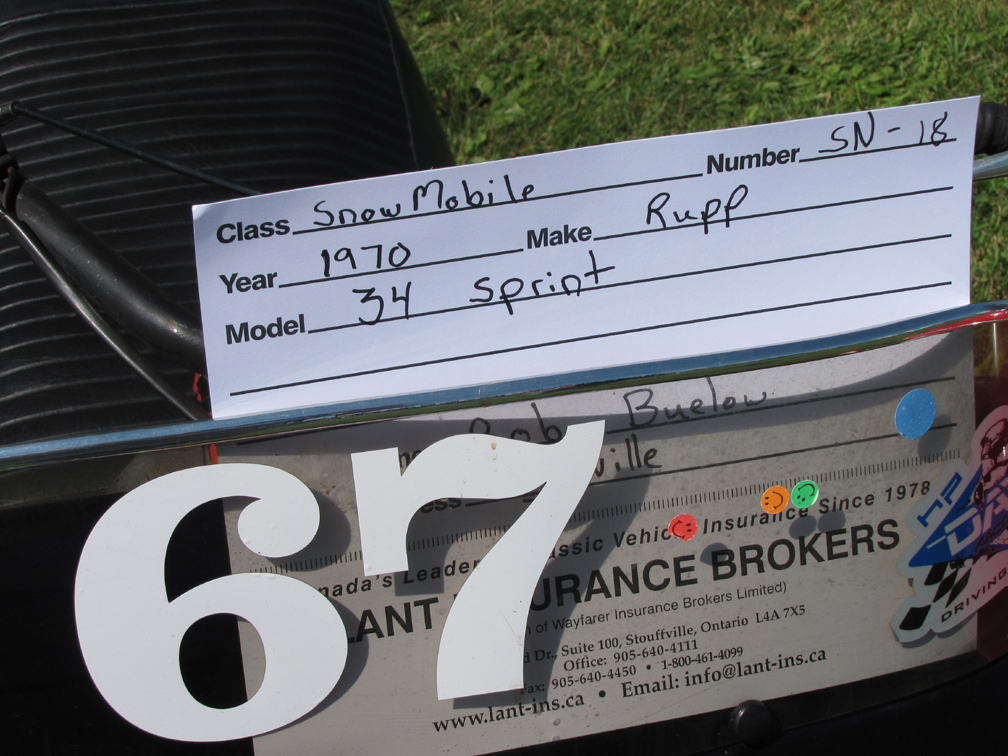 Class SnowMobile Number SN-18
Year 1970 Make Rupp
Model 34 Sprint
Bob Buelow
ville
67
Classic Vehicle Insurance Since 1978
Canada's Leader
LANT INSURANCE BROKERS
of Wayfarer Insurance Brokers Limited)
Dr., Suite 100, Stouffville, Ontario L4A 7X5
Office: 905-640-4111
Fax: 905-640-4450 • 1-800-461-4099
www.lant-ins.ca • Email: info@lant-ins.ca
DRIVING